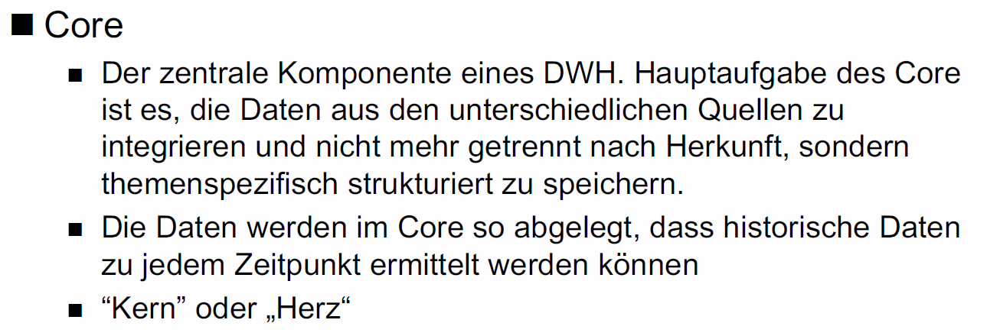 ■ Core
■ Der zentrale Komponente eines DWH. Hauptaufgabe des Core
ist es, die Daten aus den unterschiedlichen Quellen zu
integrieren und nicht mehr getrennt nach Herkunft, sondern
themenspezifisch strukturiert zu speichern.
■ Die Daten werden im Core so abgelegt, dass historische Daten
zu jedem Zeitpunkt ermittelt werden können
■ “Kern” oder „Herz“